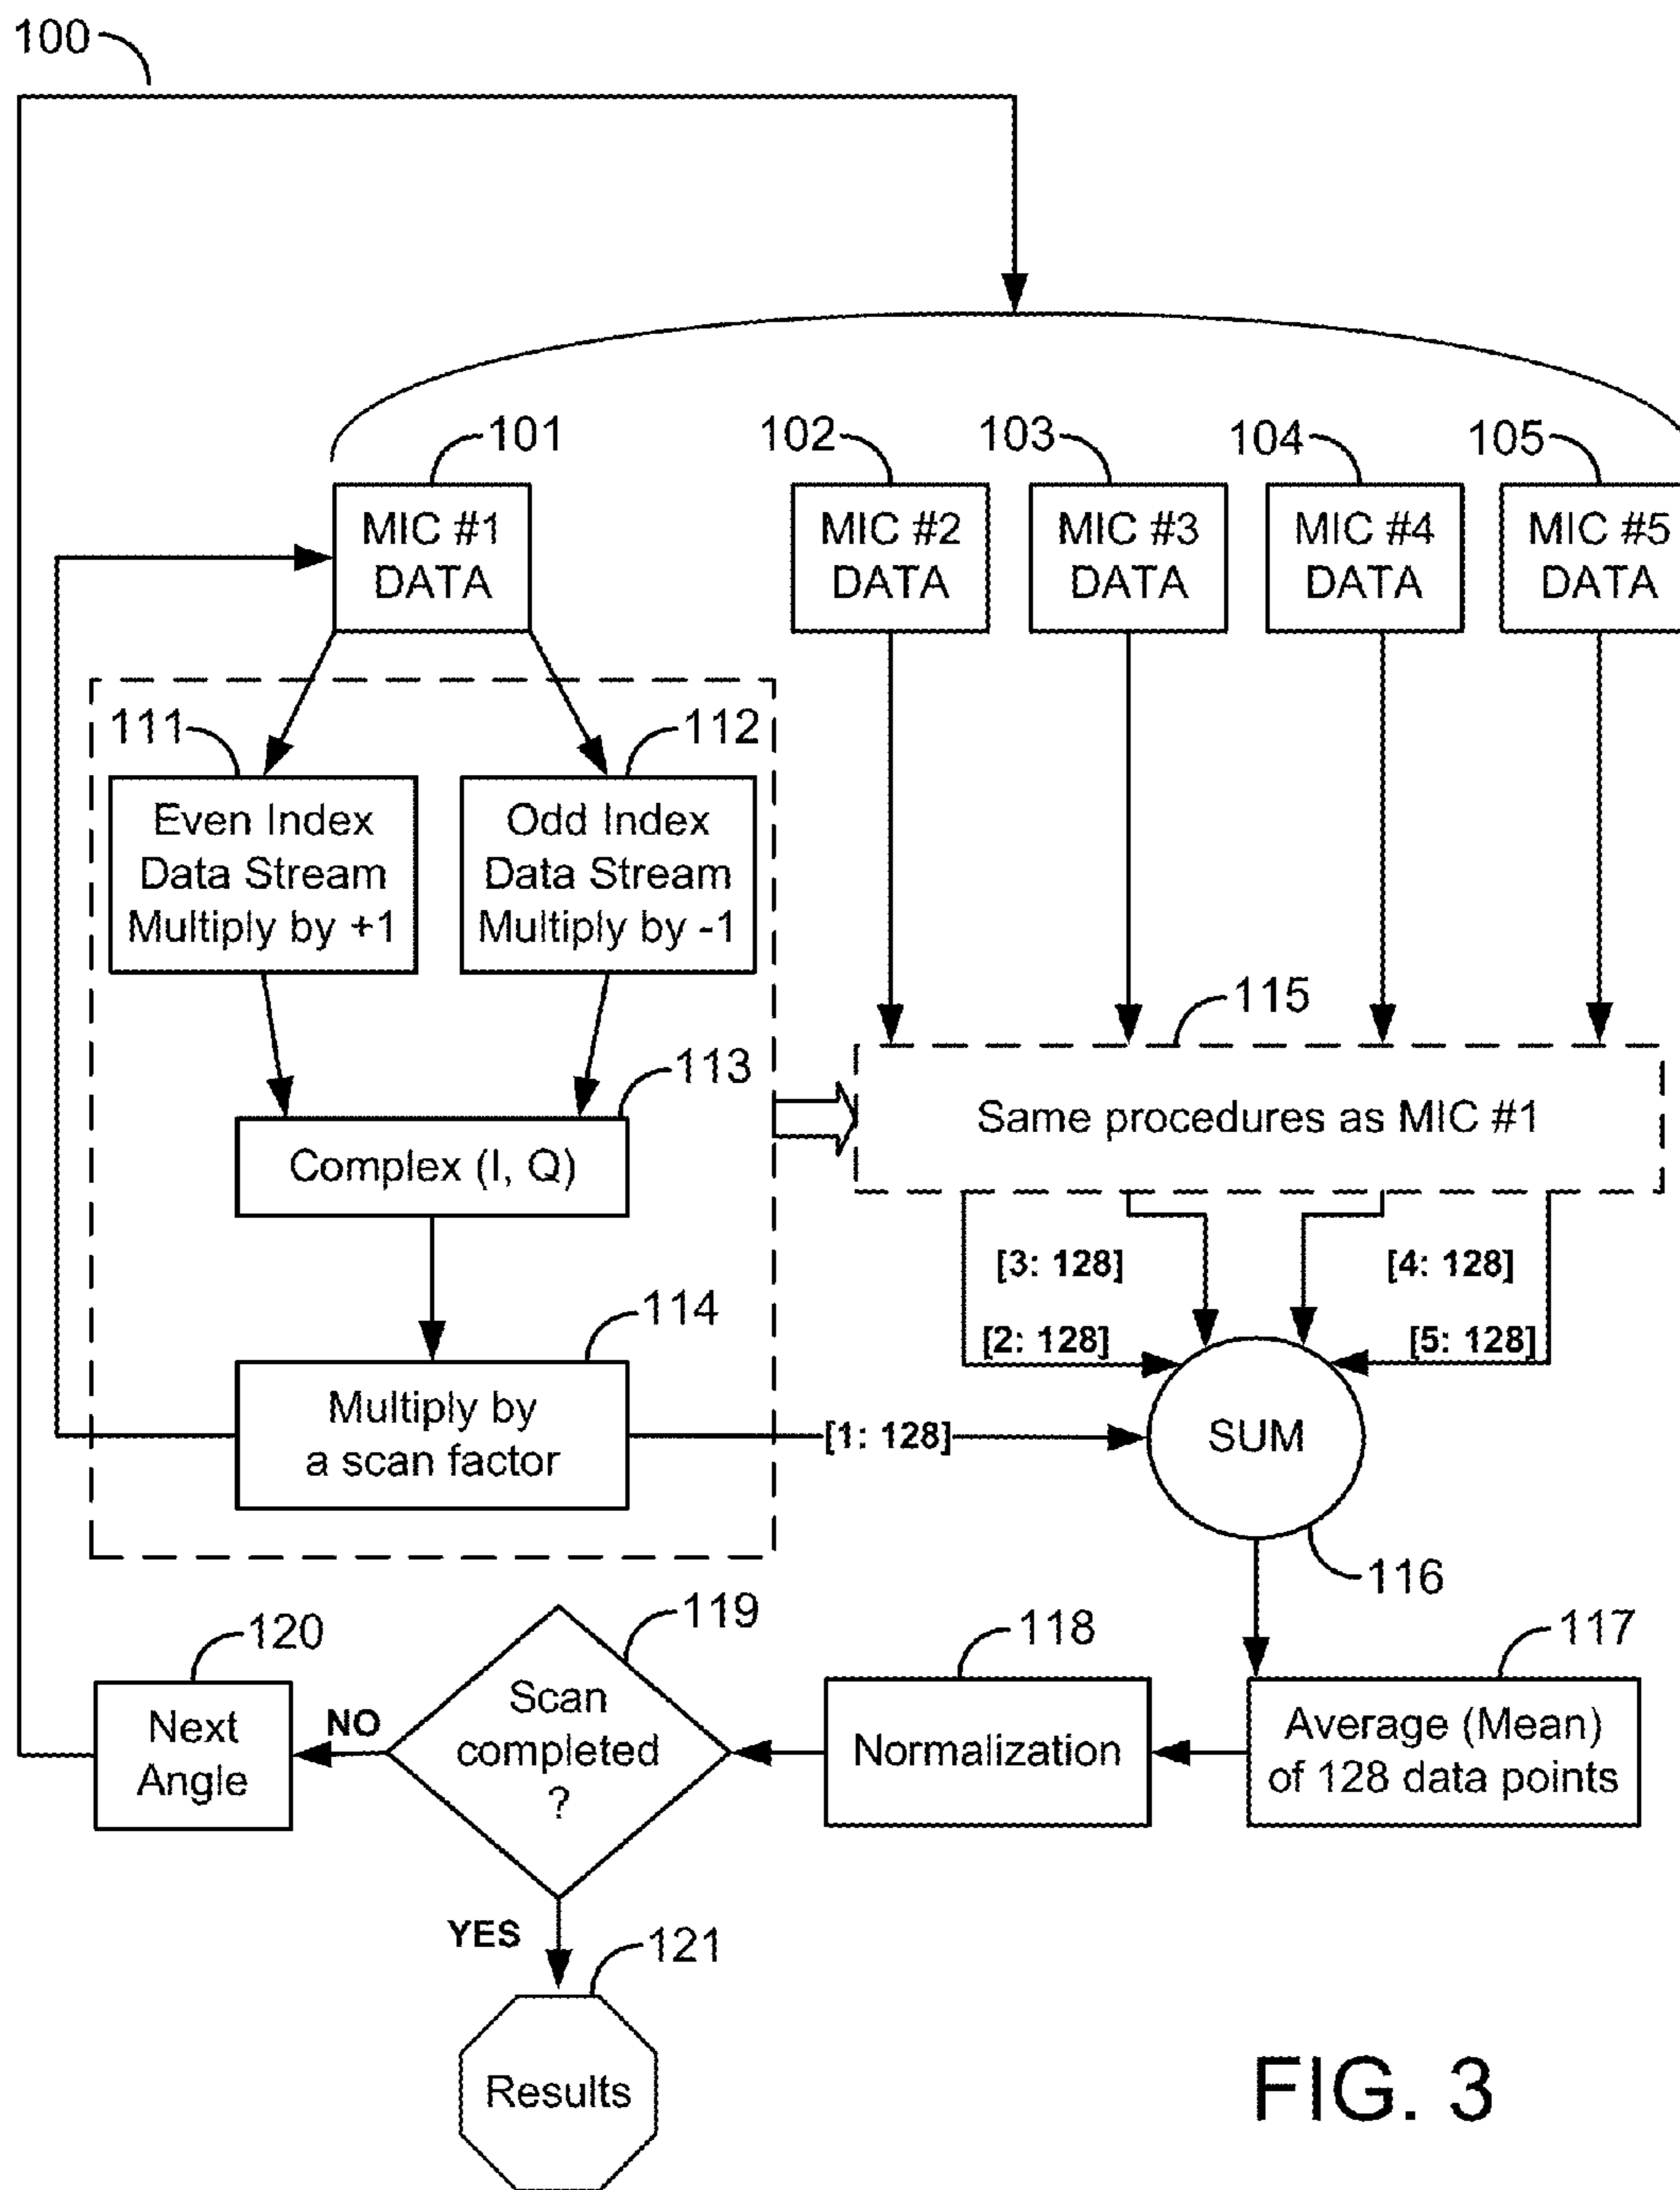 100
101
102
103
104
105
MIC #1
DATA
MIC #2
DATA
MIC #3
DATA
MIC #4
DATA
MIC #5
DATA
111
112
Even Index
Data Stream
Multiply by +1
Odd Index
Data Stream
Multiply by -1
115
113
Same procedures as MIC #1
Complex (I, Q)
[3: 128]
[4: 128]
114
[2: 128]
[5: 128]
Multiply by
a scan factor
[1: 128]
SUM
116
120
119
118
117
Next
Angle
NO
Scan
completed
?
Normalization
Average (Mean)
of 128 data points
YES
121
Results
FIG. 3